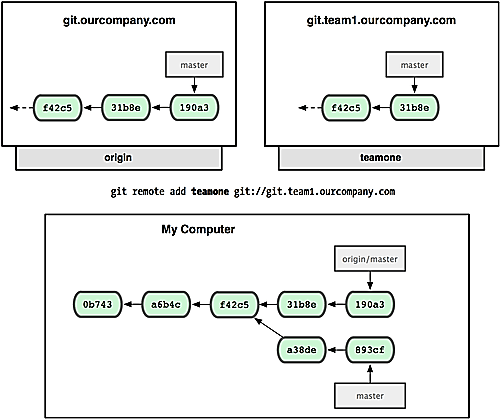 git.ourcompany.com
git.team1.ourcompany.com
master
master
f42c5
31b8e
190a3
f42c5
31b8e
origin
teamone
git remote add teamone git://git.team1.ourcompany.com
My Computer
origin/master
0b743
a6b4c
f42c5
31b8e
190a3
a38de
893cf
master